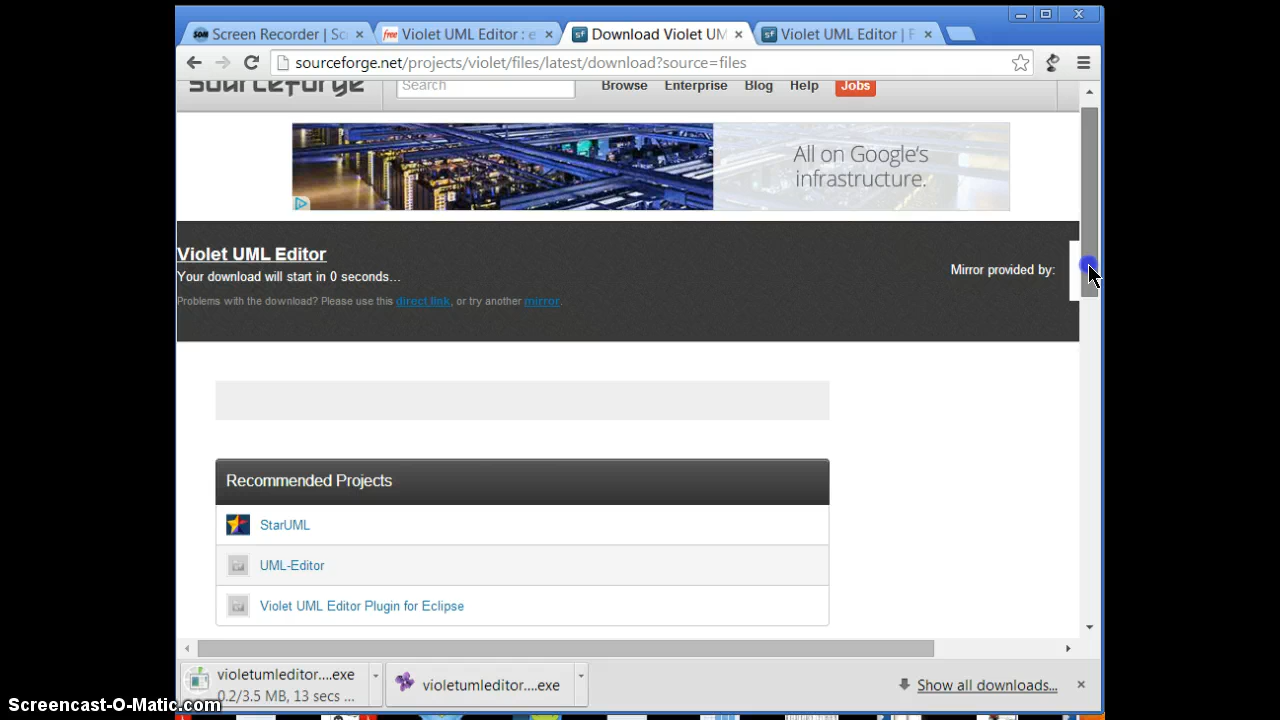 Screen Recorder | So
Violet UML Editor : e
Download Violet UM
Violet UML Editor | F
sourceforge.net/projects/violet/files/latest/download?source=files
sourceforge
Search
Browse
Enterprise
Blog
Help
Jobs
All on Google's
infrastructure.
Violet UML Editor
Your download will start in 0 seconds...
Problems with the download? Please use this direct link, or try another mirror.
Mirror provided by:
Recommended Projects
StarUML
UML-Editor
Violet UML Editor Plugin for Eclipse
violetumleditor....exe
0.2/3.5 MB, 13 secs ...
violetumleditor....exe
Show all downloads...
Screencast-O-Matic.com